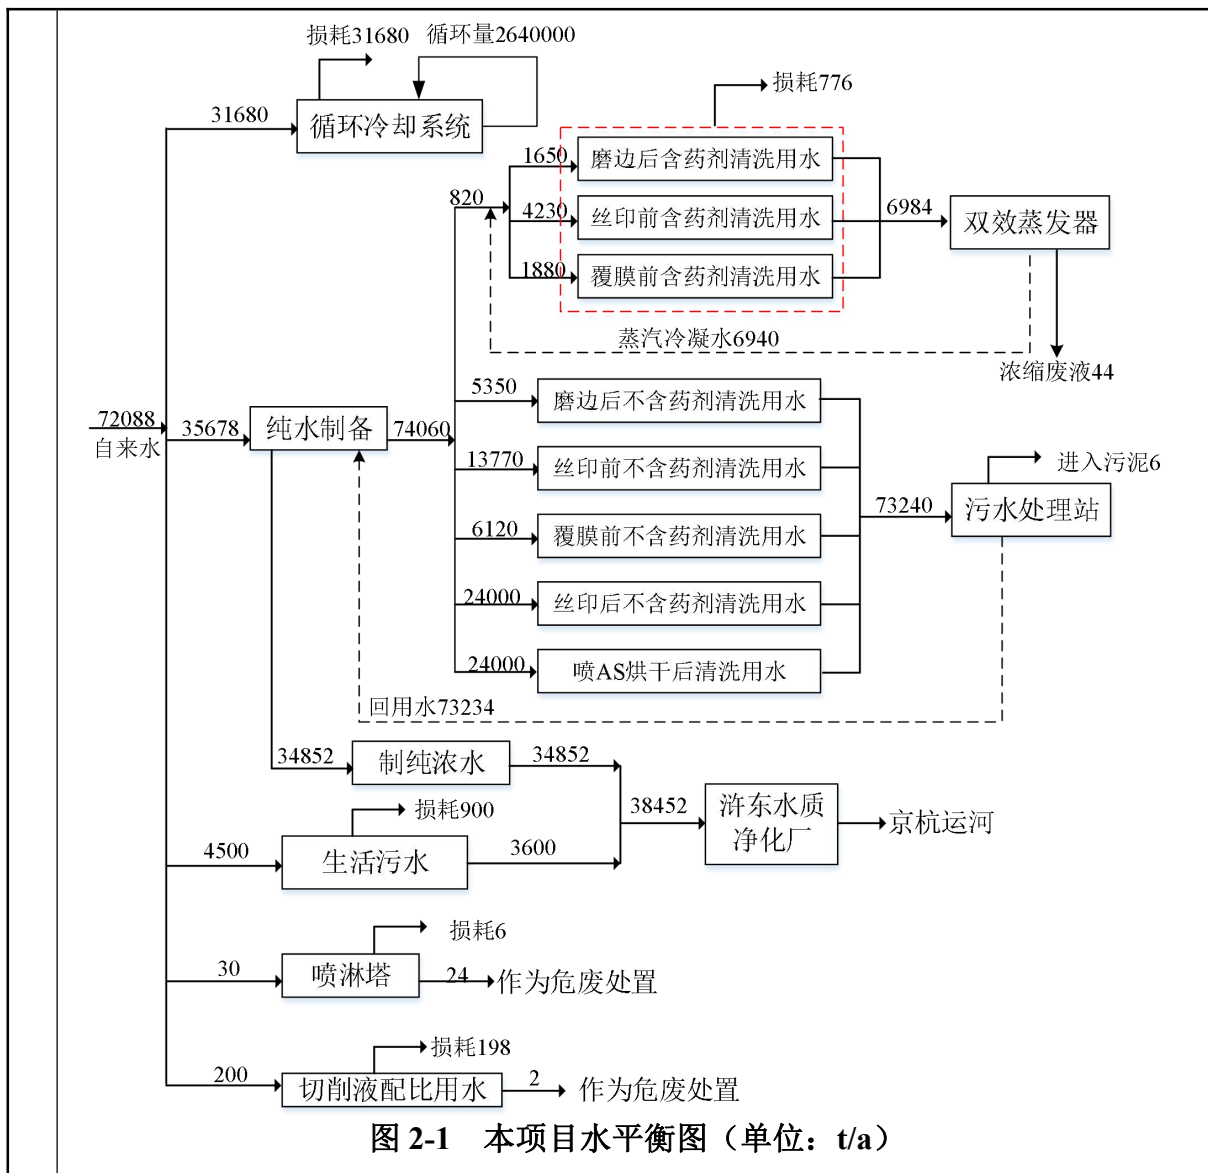 损耗31680
循环量2640000
31680
循环冷却系统
损耗776
1650
磨边后含药剂清洗用水
820
4230
丝印前含药剂清洗用水
6984
双效蒸发器
1880
覆膜前含药剂清洗用水
蒸汽冷凝水6940
浓缩废液44
72088
自来水
35678
纯水制备
74060
5350
磨边后不含药剂清洗用水
13770
丝印前不含药剂清洗用水
进入污泥6
6120
覆膜前不含药剂清洗用水
73240
污水处理站
24000
丝印后不含药剂清洗用水
24000
喷AS烘干后清洗用水
回用水73234
34852
制纯浓水
34852
损耗900
38452
浒东水质
净化厂
京杭运河
4500
生活污水
3600
损耗6
30
喷淋塔
24
作为危废处置
损耗198
200
切削液配比用水
2
作为危废处置
图 2-1 本项目水平衡图（单位：t/a）